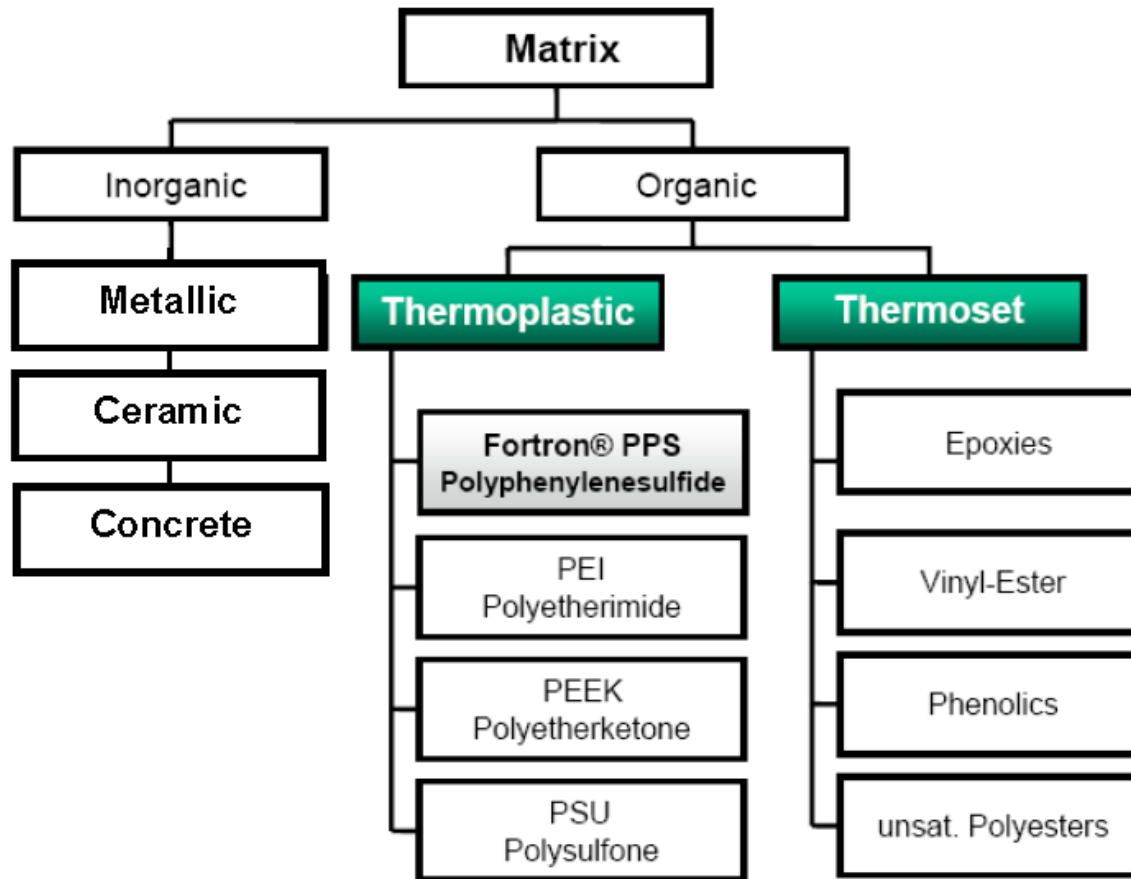 Matrix
Inorganic
Organic
Metallic
Ceramic
Concrete
Thermoplastic
Fortron® PPS
Polyphenylenesulfide
PEI
Polyetherimide
PEEK
Polyetherketone
PSU
Polysulfone
Thermoset
Epoxies
Vinyl-Ester
Phenolics
unsat. Polyesters